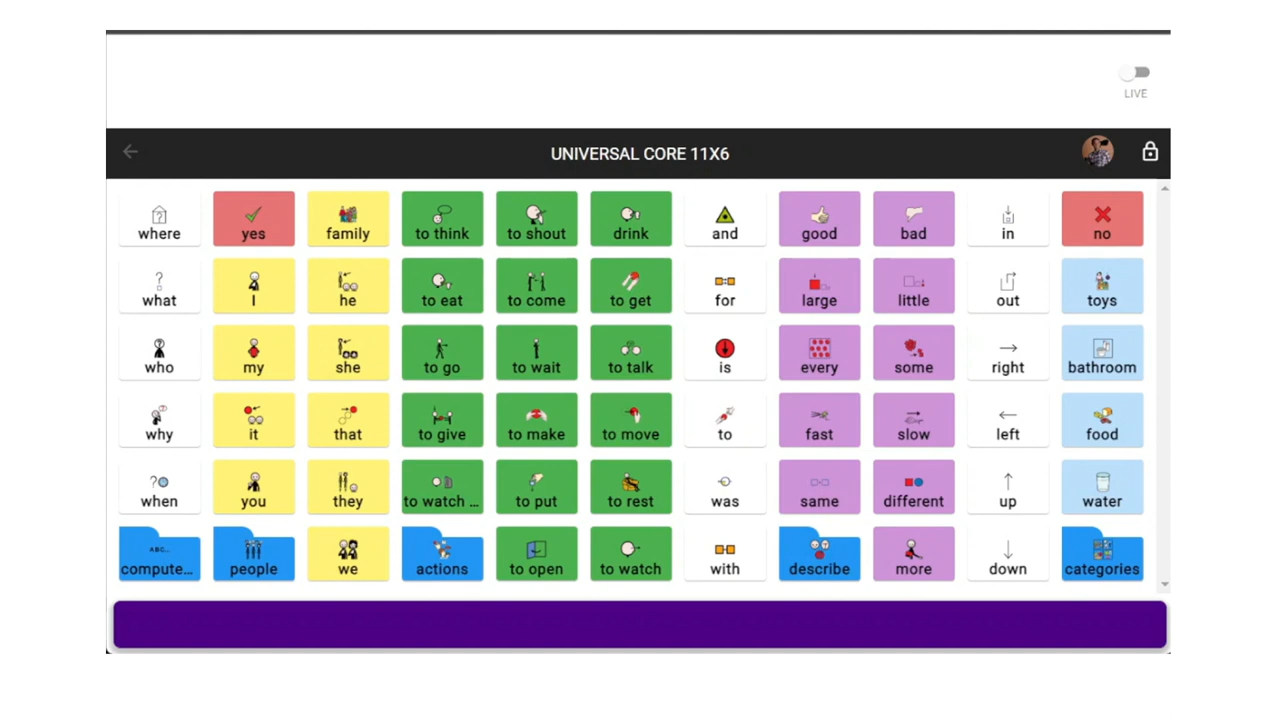 LIVE
UNIVERSAL CORE 11X6
where yes family to think to shout drink and good bad in no
what I he to eat to come to get for large little out toys
who my she to go to wait to talk is every some right bathroom
why it that to give to make to move to fast slow left food
when you they to watch ... to put to rest was same different up water
ABC...
compute... people we actions to open to watch with describe more down categories